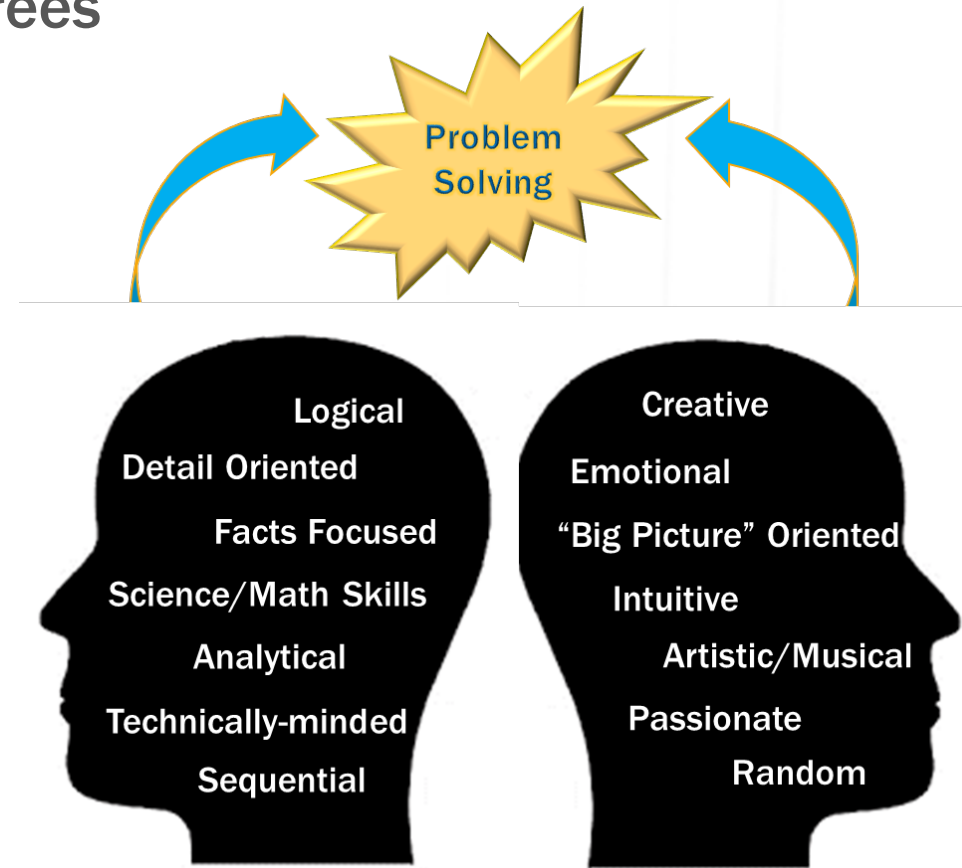 Problem
Solving
Logical
Detail Oriented
Facts Focused
Science/Math Skills
Analytical
Technically-minded
Sequential
Creative
Emotional
“Big Picture” Oriented
Intuitive
Artistic/Musical
Passionate
Random